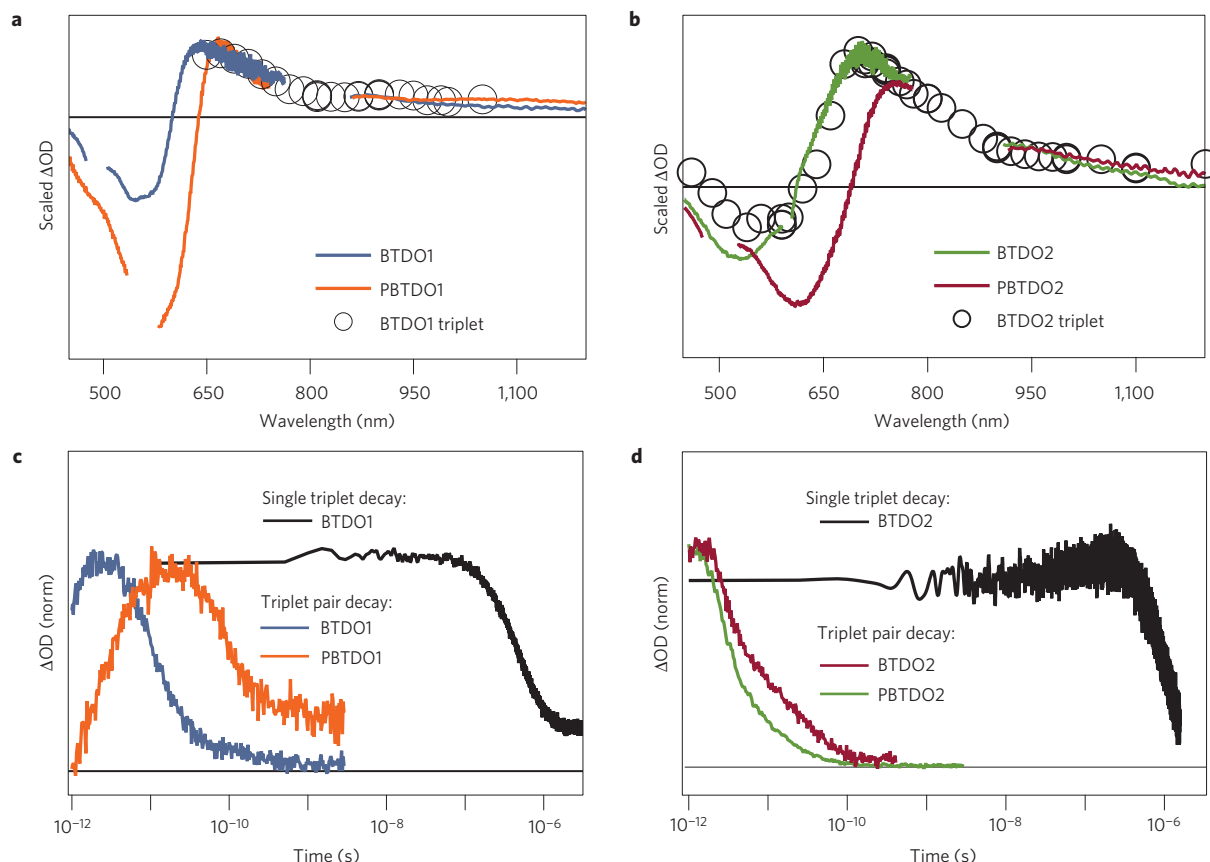 a
Scaled ΔOD
BTDO1
PBTDO1
BTDO1 triplet
500 650 800 950 1,100
Wavelength (nm)
b
Scaled ΔOD
BTDO2
PBTDO2
BTDO2 triplet
500 650 800 950 1,100
Wavelength (nm)
c
ΔOD (norm)
Single triplet decay:
BTDO1
Triplet pair decay:
BTDO1
PBTDO1
10⁻¹² 10⁻¹⁰ 10⁻⁸ 10⁻⁶
Time (s)
d
ΔOD (norm)
Single triplet decay:
BTDO2
Triplet pair decay:
BTDO2
PBTDO2
10⁻¹² 10⁻¹⁰ 10⁻⁸ 10⁻⁶
Time (s)